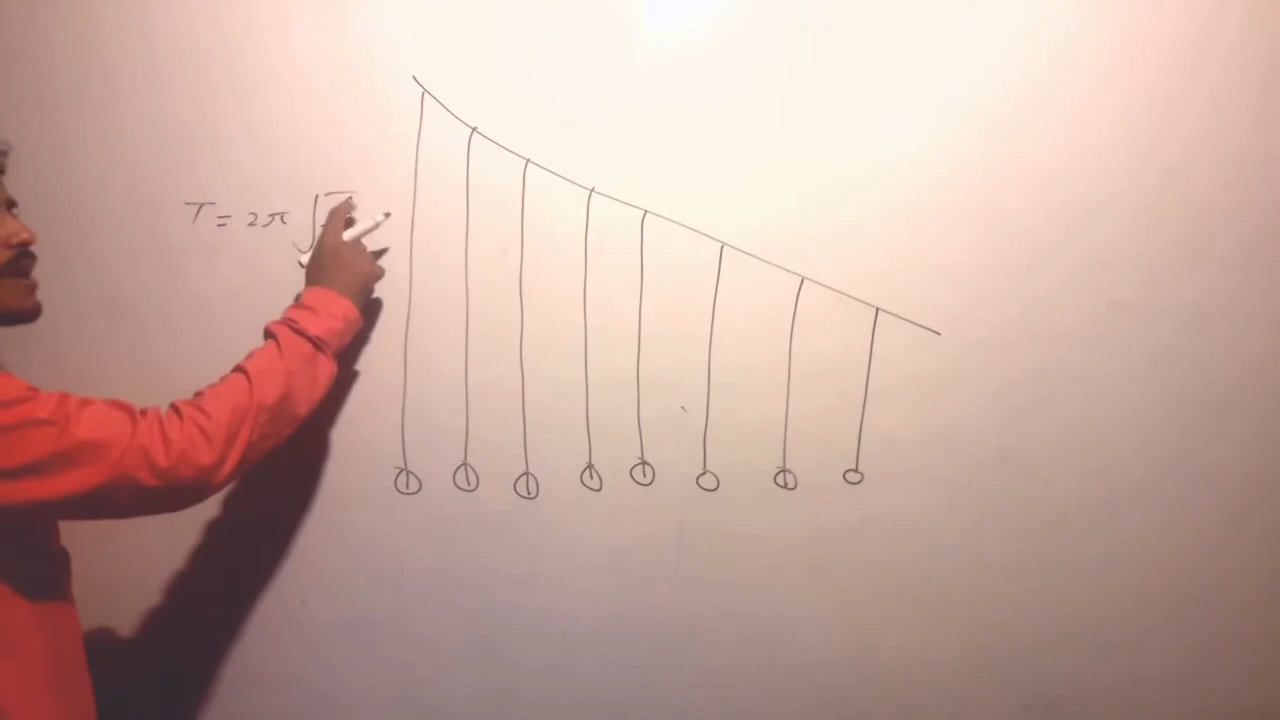 T = 2π √